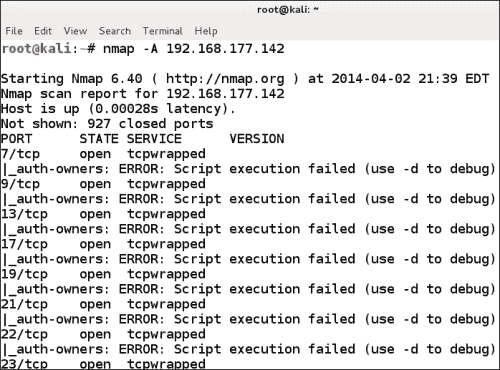 root@kali: ~
File Edit View Search Terminal Help
root@kali:~# nmap -A 192.168.177.142
Starting Nmap 6.40 ( http://nmap.org ) at 2014-04-02 21:39 EDT
Nmap scan report for 192.168.177.142
Host is up (0.00028s latency).
Not shown: 927 closed ports
PORT STATE SERVICE VERSION
7/tcp open tcpwrapped
|_auth-owners: ERROR: Script execution failed (use -d to debug)
9/tcp open tcpwrapped
|_auth-owners: ERROR: Script execution failed (use -d to debug)
13/tcp open tcpwrapped
|_auth-owners: ERROR: Script execution failed (use -d to debug)
17/tcp open tcpwrapped
|_auth-owners: ERROR: Script execution failed (use -d to debug)
19/tcp open tcpwrapped
|_auth-owners: ERROR: Script execution failed (use -d to debug)
21/tcp open tcpwrapped
|_auth-owners: ERROR: Script execution failed (use -d to debug)
22/tcp open tcpwrapped
|_auth-owners: ERROR: Script execution failed (use -d to debug)
23/tcp open tcpwrapped